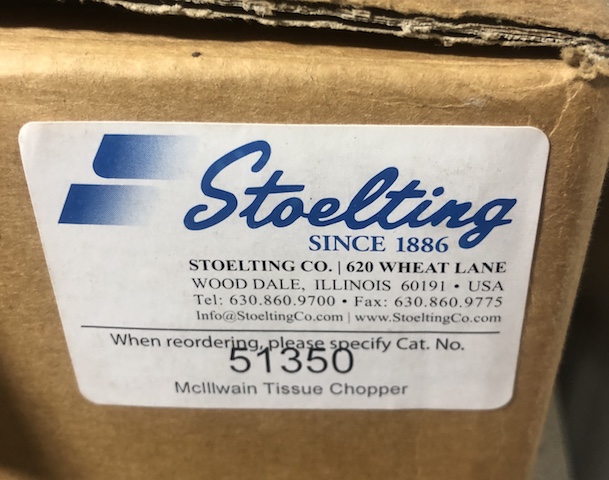 Stoelting
SINCE 1886
STOELTING CO. | 620 WHEAT LANE
WOOD DALE, ILLINOIS 60191 • USA
Tel: 630.860.9700 • Fax: 630.860.9775
Info@StoeltingCo.com | www.StoeltingCo.com
When reordering, please specify Cat. No.
51350
McIllwain Tissue Chopper